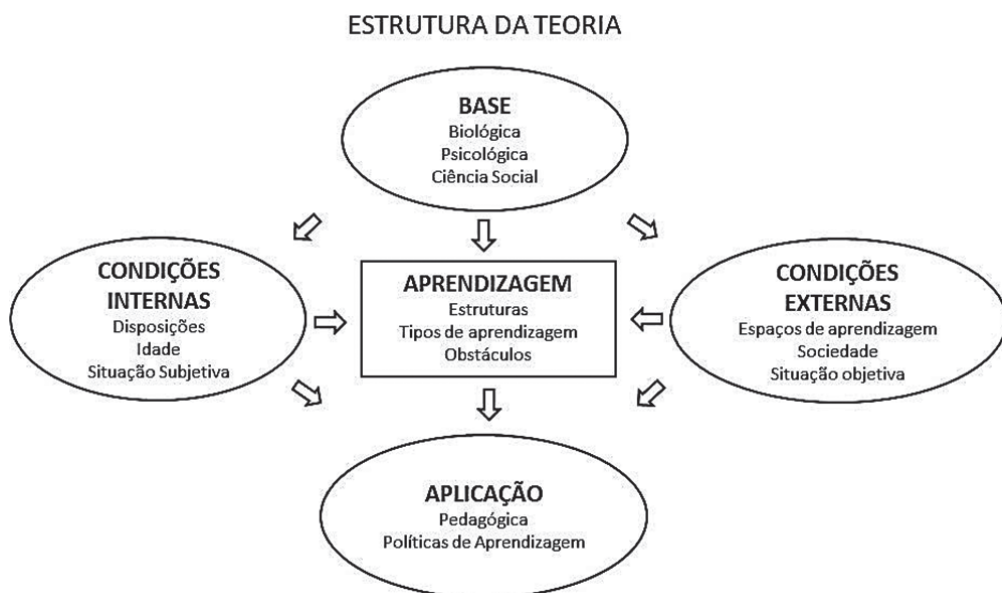 ESTRUTURA DA TEORIA
BASE
Biológica
Psicológica
Ciência Social
CONDIÇÕES
INTERNAS
Disposições
Idade
Situação Subjetiva
APRENDIZAGEM
Estruturas
Tipos de aprendizagem
Obstáculos
CONDIÇÕES
EXTERNAS
Espaços de aprendizagem
Sociedade
Situação objetiva
APLICAÇÃO
Pedagógica
Políticas de Aprendizagem